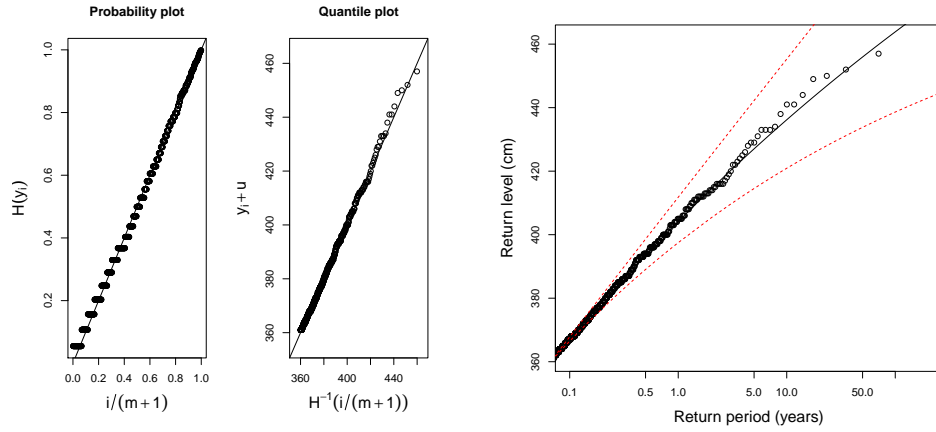 Probability plot
H(yᵢ)
0.2 0.4 0.6 0.8 1.0
0.0 0.2 0.4 0.6 0.8 1.0
i/(m+1)
Quantile plot
yᵢ+u
360 380 400 420 440 460
360 400 440
H⁻¹(i/(m+1))
Return level (cm)
360 380 400 420 440 460
0.1 0.5 1.0 5.0 10.0 50.0
Return period (years)